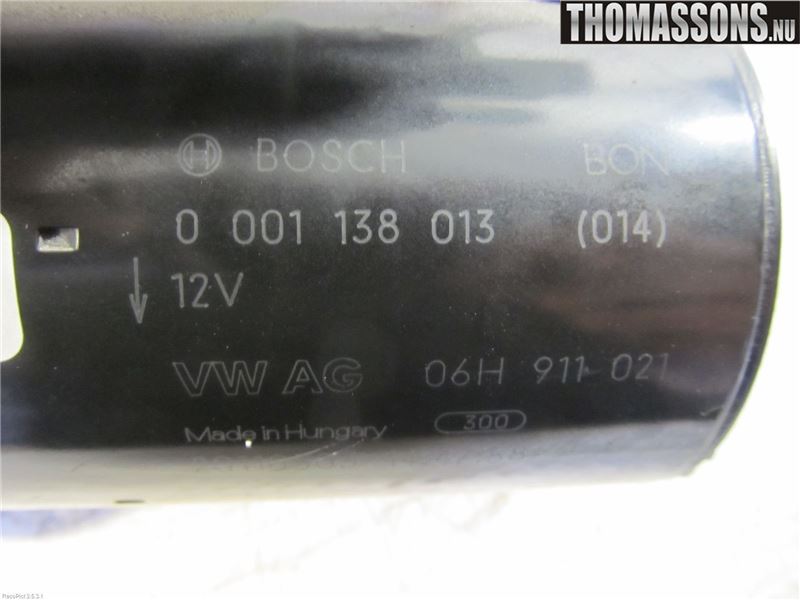 THOMASSONS.NU
BOSCH BON
0 001 138 013 (014)
12V
VW AG 06H 911 021
300
Made in Hungary